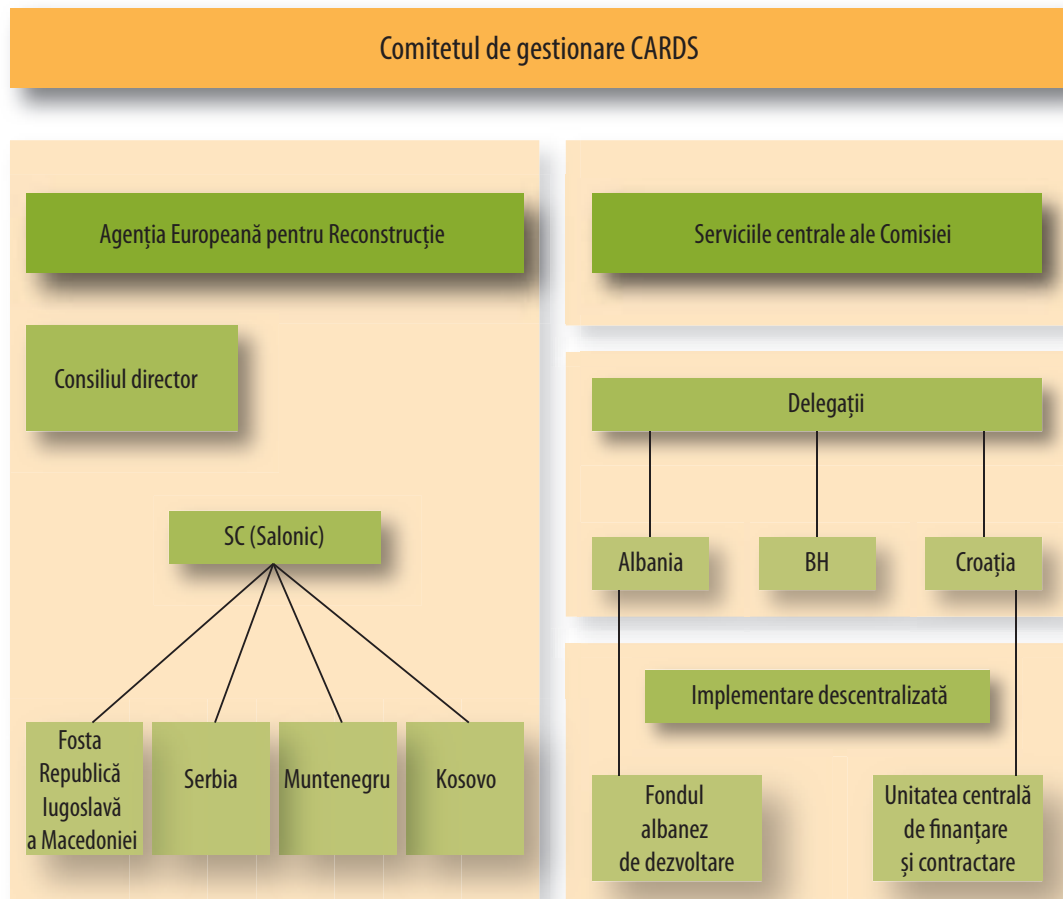 Comitetul de gestionare CARDS
Agenția Europeană pentru Reconstrucție
Consiliul director
SC (Salonic)
Fosta
Republică
Iugoslavă
a Macedoniei
Serbia
Muntenegru
Kosovo
Serviciile centrale ale Comisiei
Delegații
Albania
BH
Croația
Implementare descentralizată
Fondul
albanez
de dezvoltare
Unitatea centrală
de finanțare
și contractare